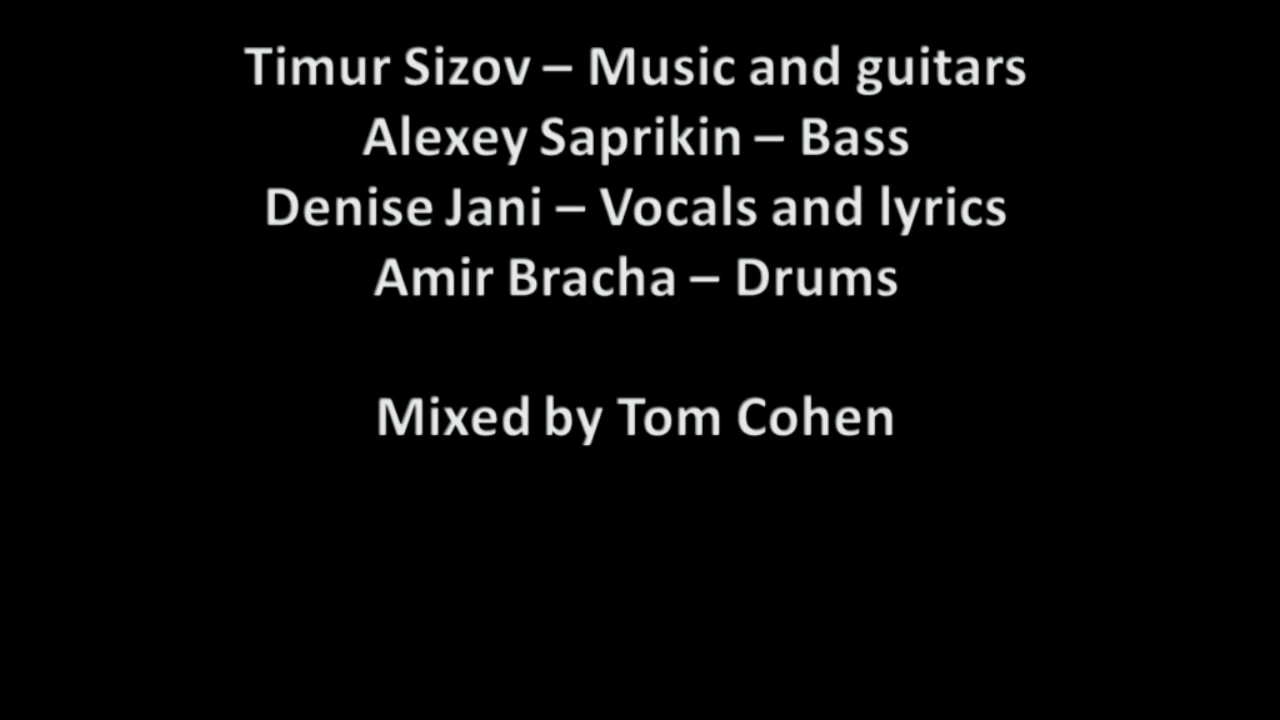 Timur Sizov – Music and guitars
Alexey Saprikin – Bass
Denise Jani – Vocals and lyrics
Amir Bracha – Drums
Mixed by Tom Cohen